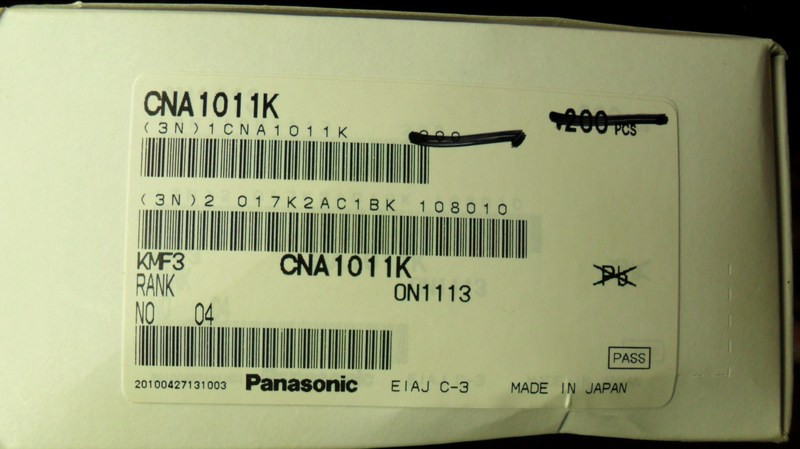 CNA1011K
(3N)1CNA1011K
200 PCS
(3N)2 017K2AC1BK 108010
KMF3 CNA1011K
RANK ON1113
NO 04
Pb
PASS
20100427131003 Panasonic EIAJ C-3 MADE IN JAPAN